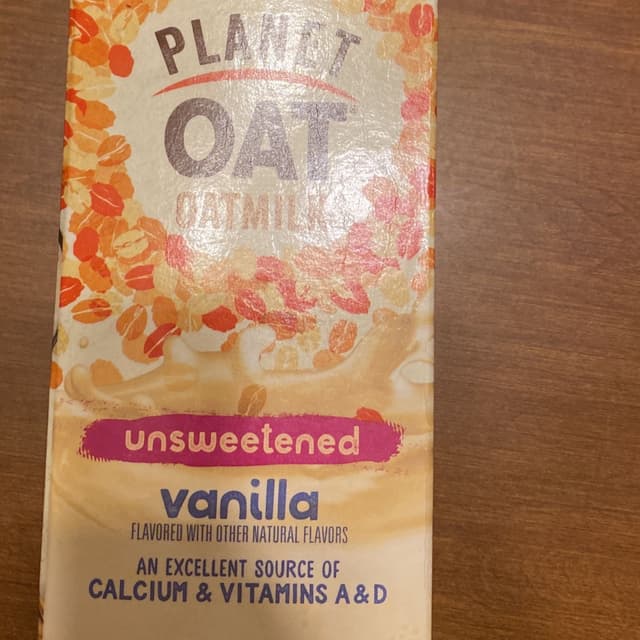 PLANET
OAT
OATMILK
unsweetened
vanilla
FLAVORED WITH OTHER NATURAL FLAVORS
AN EXCELLENT SOURCE OF
CALCIUM & VITAMINS A & D